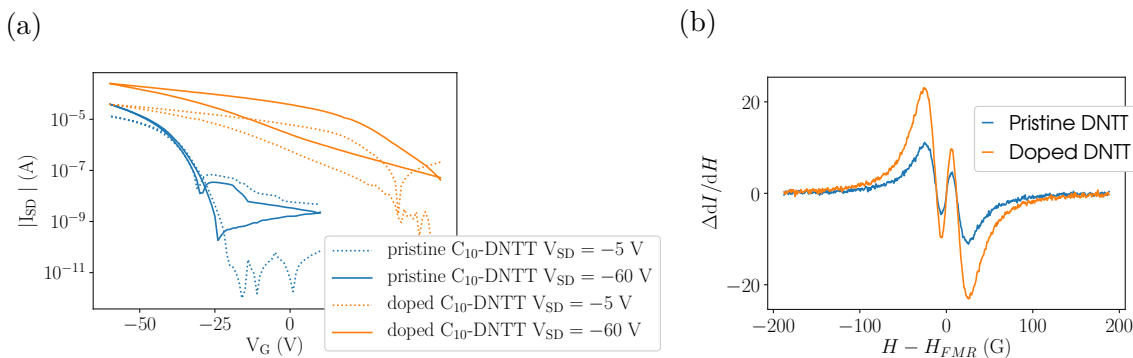 (a)
(b)
10⁻⁵
10⁻⁷
10⁻⁹
10⁻¹¹
|I_SD| (A)
−50
−25
0
V_G (V)
pristine C₁₀-DNTT V_SD = −5 V
pristine C₁₀-DNTT V_SD = −60 V
doped C₁₀-DNTT V_SD = −5 V
doped C₁₀-DNTT V_SD = −60 V
20
0
−20
ΔdI/dH
−200
−100
0
100
200
H − H_FMR (G)
Pristine DNTT
Doped DNTT